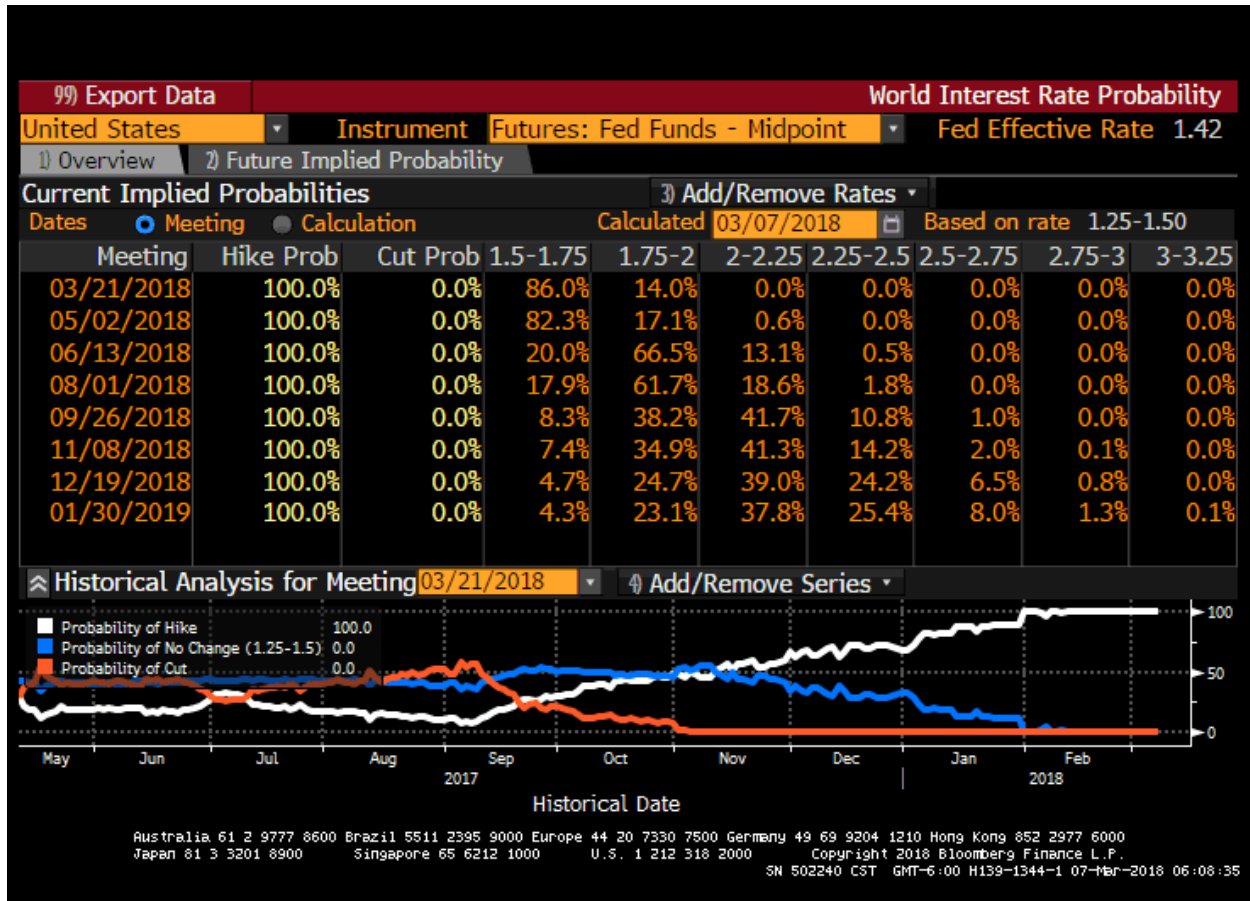 99) Export Data World Interest Rate Probability
United States Instrument Futures: Fed Funds - Midpoint Fed Effective Rate 1.42
1) Overview 2) Future Implied Probability
Current Implied Probabilities 3) Add/Remove Rates
Dates Meeting Calculation Calculated 03/07/2018 Based on rate 1.25-1.50
Meeting Hike Prob Cut Prob 1.5-1.75 1.75-2 2-2.25 2.25-2.5 2.5-2.75 2.75-3 3-3.25
03/21/2018 100.0% 0.0% 86.0% 14.0% 0.0% 0.0% 0.0% 0.0% 0.0%
05/02/2018 100.0% 0.0% 82.3% 17.1% 0.6% 0.0% 0.0% 0.0% 0.0%
06/13/2018 100.0% 0.0% 20.0% 66.5% 13.1% 0.5% 0.0% 0.0% 0.0%
08/01/2018 100.0% 0.0% 17.9% 61.7% 18.6% 1.8% 0.0% 0.0% 0.0%
09/26/2018 100.0% 0.0% 8.3% 38.2% 41.7% 10.8% 1.0% 0.0% 0.0%
11/08/2018 100.0% 0.0% 7.4% 34.9% 41.3% 14.2% 2.0% 0.1% 0.0%
12/19/2018 100.0% 0.0% 4.7% 24.7% 39.0% 24.2% 6.5% 0.8% 0.0%
01/30/2019 100.0% 0.0% 4.3% 23.1% 37.8% 25.4% 8.0% 1.3% 0.1%
Historical Analysis for Meeting 03/21/2018 4) Add/Remove Series
Probability of Hike 100.0
Probability of No Change (1.25-1.5) 0.0
Probability of Cut 0.0
100
50
0
May Jun Jul Aug Sep Oct Nov Dec Jan Feb
2017 2018
Historical Date
Australia 61 2 9777 8600 Brazil 5511 2395 9000 Europe 44 20 7330 7500 Germany 49 69 9204 1210 Hong Kong 852 2977 6000
Japan 81 3 3201 8900 Singapore 65 6212 1000 U.S. 1 212 318 2000 Copyright 2018 Bloomberg Finance L.P.
SN 502240 CST GMT-6:00 H139-1344-1 07-Mar-2018 06:08:35